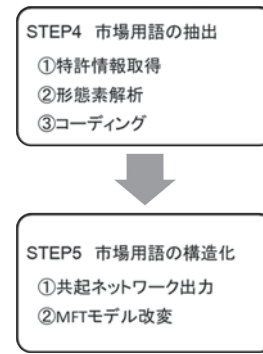 STEP4 市場用語の抽出
①特許情報取得
②形態素解析
③コーディング
STEP5 市場用語の構造化
①共起ネットワーク出力
②MFTモデル改変